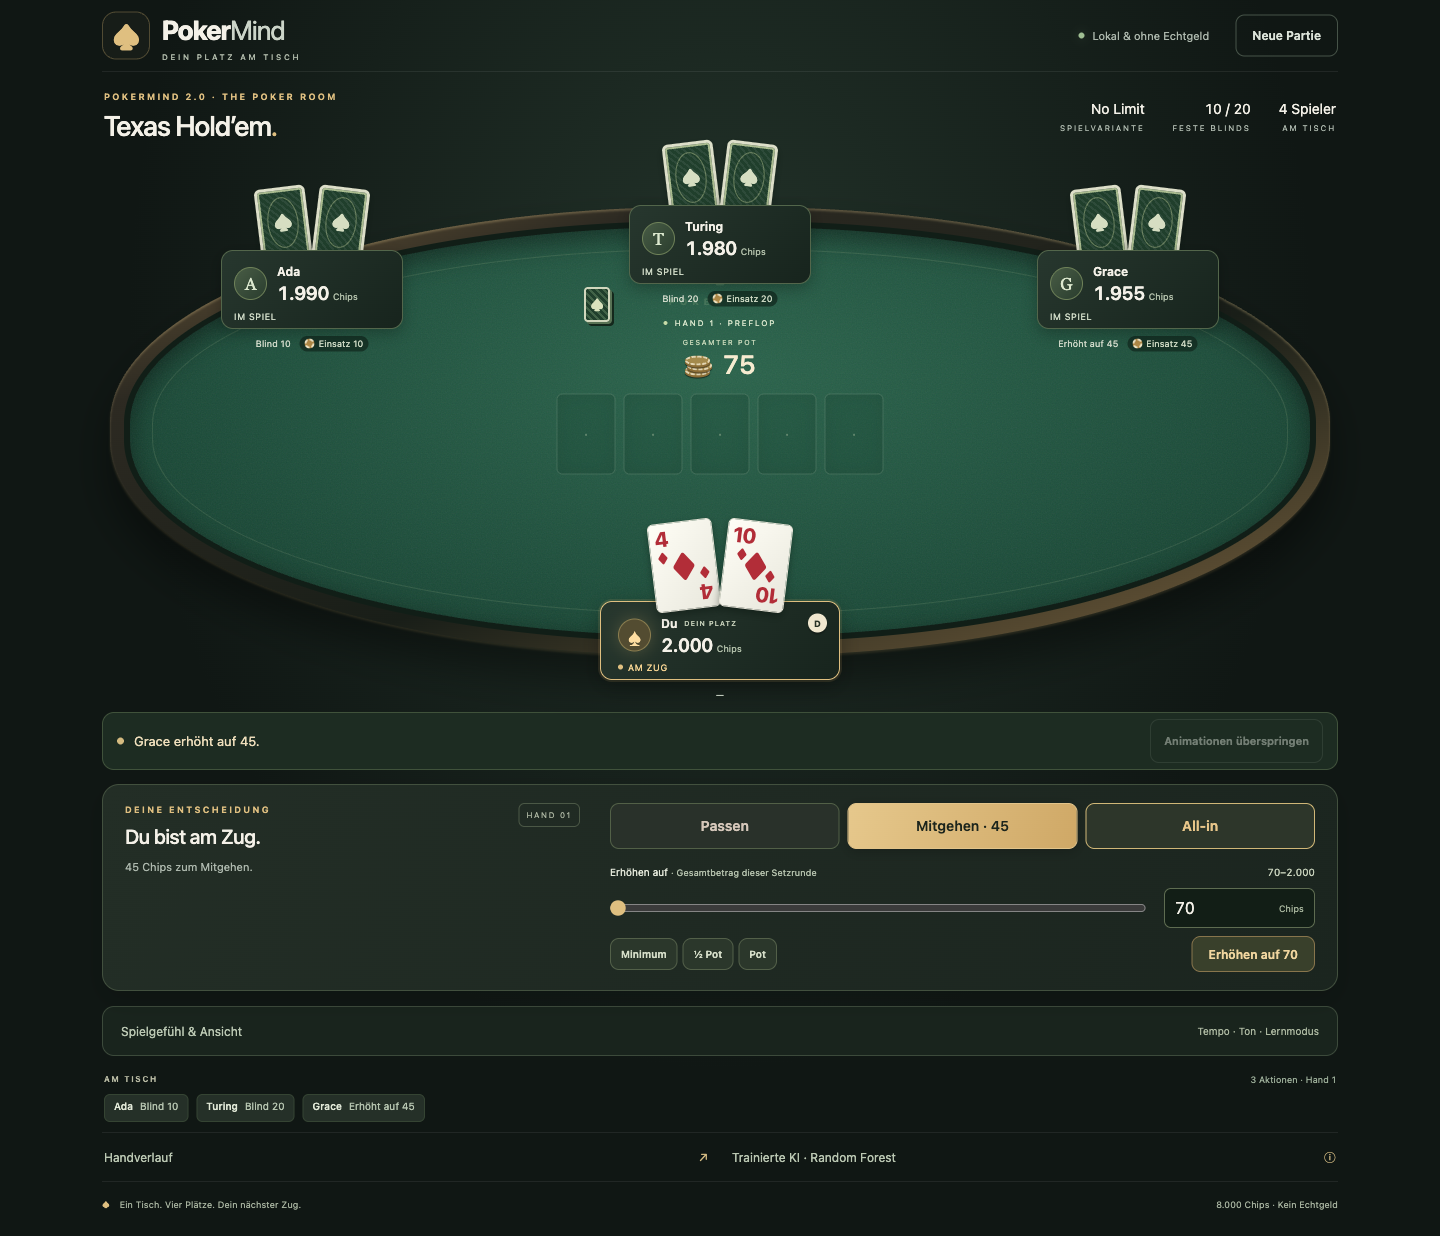 PokerMind
DEIN PLATZ AM TISCH
Lokal & ohne Echtgeld
Neue Partie
POKERMIND 2.0 · THE POKER ROOM
Texas Hold’em.
No Limit
SPIELVARIANTE
10 / 20
FESTE BLINDS
4 Spieler
AM TISCH
A
Ada
1.990 Chips
IM SPIEL
Blind 10
Einsatz 10
T
Turing
1.980 Chips
IM SPIEL
Blind 20
Einsatz 20
G
Grace
1.955 Chips
IM SPIEL
Erhöht auf 45
Einsatz 45
HAND 1 · PREFLOP
GESAMTER POT
75
4
4
10
10
Du DEIN PLATZ
D
2.000 Chips
AM ZUG
–
Grace erhöht auf 45.
Animationen überspringen
DEINE ENTSCHEIDUNG
HAND 01
Du bist am Zug.
45 Chips zum Mitgehen.
Passen
Mitgehen · 45
All-in
Erhöhen auf · Gesamtbetrag dieser Setzrunde
70–2.000
70 Chips
Minimum
½ Pot
Pot
Erhöhen auf 70
Spielgefühl & Ansicht
Tempo · Ton · Lernmodus
AM TISCH
3 Aktionen · Hand 1
Ada Blind 10
Turing Blind 20
Grace Erhöht auf 45
Handverlauf
↗
Trainierte KI · Random Forest
ⓘ
Ein Tisch. Vier Plätze. Dein nächster Zug.
8.000 Chips · Kein Echtgeld